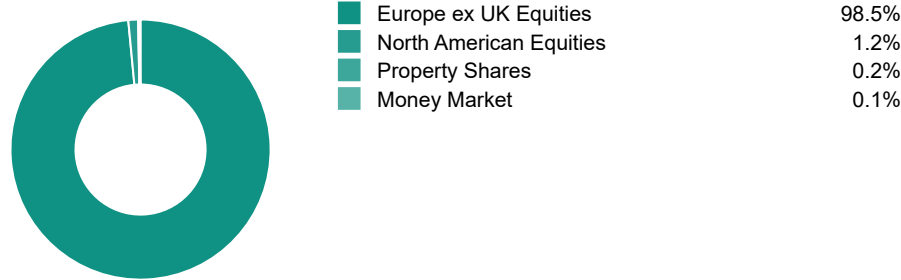 Europe ex UK Equities 98.5%
North American Equities 1.2%
Property Shares 0.2%
Money Market 0.1%